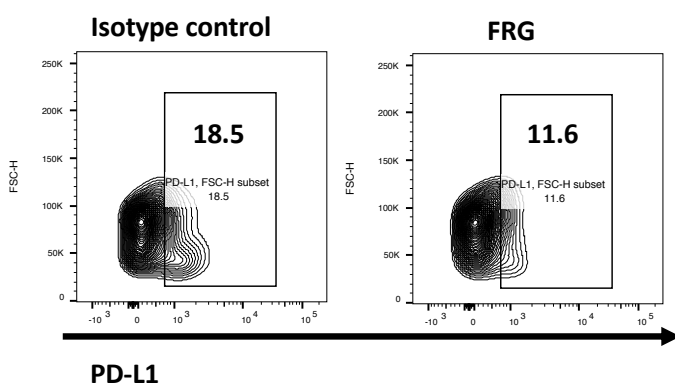 Isotype control
FRG
250K
200K
150K
100K
50K
0
FSC-H
18.5
PD-L1, FSC-H subset
18.5
-10 3
0
10 3
10 4
10 5
250K
200K
150K
100K
50K
0
FSC-H
11.6
PD-L1, FSC-H subset
11.6
-10 3
0
10 3
10 4
10 5
PD-L1